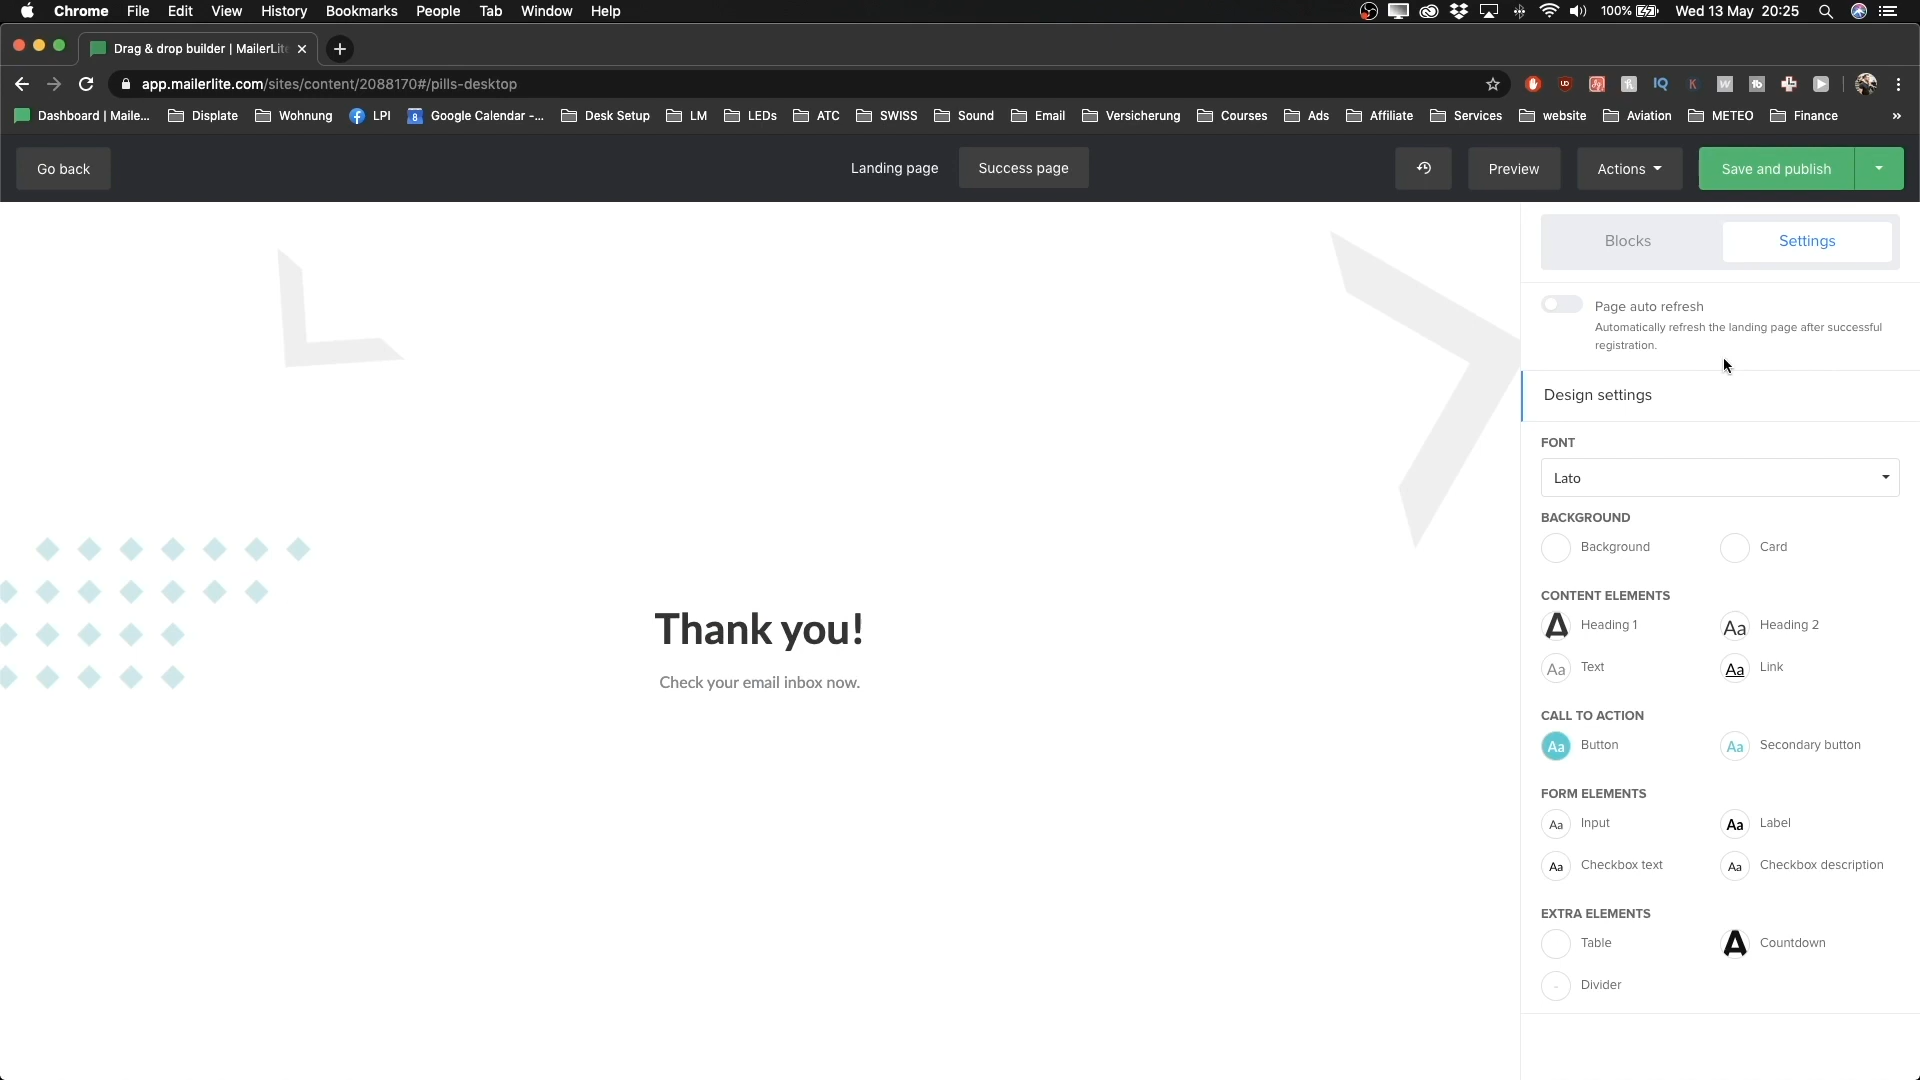 Chrome File Edit View History Bookmarks People Tab Window Help 100% Wed 13 May 20:25
Drag & drop builder | MailerLite
app.mailerlite.com/sites/content/2088170#/pills-desktop
Dashboard | Maile... Displate Wohnung LPI Google Calendar -... Desk Setup LM LEDs ATC SWISS Sound Email Versicherung Courses Ads Affiliate Services website Aviation METEO Finance »
Go back Landing page Success page Preview Actions Save and publish
Blocks Settings
Page auto refresh
Automatically refresh the landing page after successful
registration.
Design settings
FONT
Lato
BACKGROUND
Background Card
CONTENT ELEMENTS
A Heading 1 Aa Heading 2
Aa Text Aa Link
CALL TO ACTION
Aa Button Aa Secondary button
FORM ELEMENTS
Aa Input Aa Label
Aa Checkbox text Aa Checkbox description
EXTRA ELEMENTS
Table A Countdown
Divider
Thank you!
Check your email inbox now.